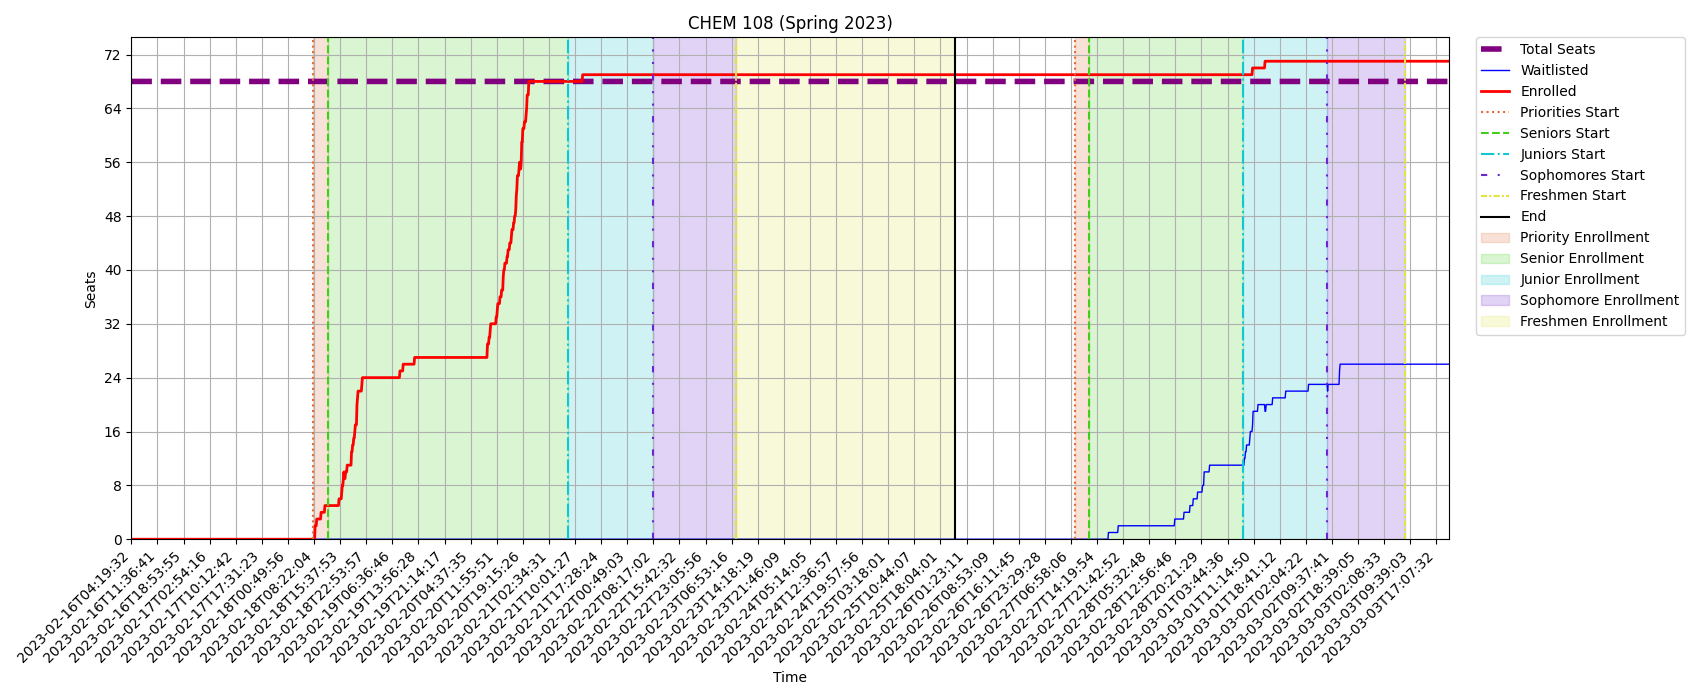 CHEM 108 (Spring 2023)
72
64
56
48
40
32
24
16
8
0
Seats
2023-02-16T04:19:32
2023-02-16T11:36:41
2023-02-16T18:53:55
2023-02-17T02:54:16
2023-02-17T10:12:42
2023-02-17T17:31:23
2023-02-18T00:49:56
2023-02-18T08:22:04
2023-02-18T15:37:53
2023-02-18T22:53:57
2023-02-19T06:36:46
2023-02-19T13:56:28
2023-02-19T21:14:17
2023-02-20T04:37:35
2023-02-20T11:55:51
2023-02-20T19:15:26
2023-02-21T02:34:31
2023-02-21T10:01:27
2023-02-21T17:28:24
2023-02-22T00:49:03
2023-02-22T08:17:02
2023-02-22T15:42:32
2023-02-22T23:05:56
2023-02-23T06:53:16
2023-02-23T14:18:19
2023-02-23T21:46:09
2023-02-24T05:14:05
2023-02-24T12:36:57
2023-02-24T19:57:56
2023-02-25T03:18:01
2023-02-25T10:44:07
2023-02-25T18:04:01
2023-02-26T01:23:11
2023-02-26T08:53:09
2023-02-26T16:11:45
2023-02-26T23:29:28
2023-02-27T06:58:06
2023-02-27T14:19:54
2023-02-27T21:42:52
2023-02-28T05:32:48
2023-02-28T12:56:46
2023-02-28T20:21:29
2023-03-01T03:44:36
2023-03-01T11:14:50
2023-03-01T18:41:12
2023-03-02T02:04:22
2023-03-02T09:37:41
2023-03-02T18:39:05
2023-03-03T02:08:33
2023-03-03T09:39:03
2023-03-03T17:07:32
Time
Total Seats
Waitlisted
Enrolled
Priorities Start
Seniors Start
Juniors Start
Sophomores Start
Freshmen Start
End
Priority Enrollment
Senior Enrollment
Junior Enrollment
Sophomore Enrollment
Freshmen Enrollment